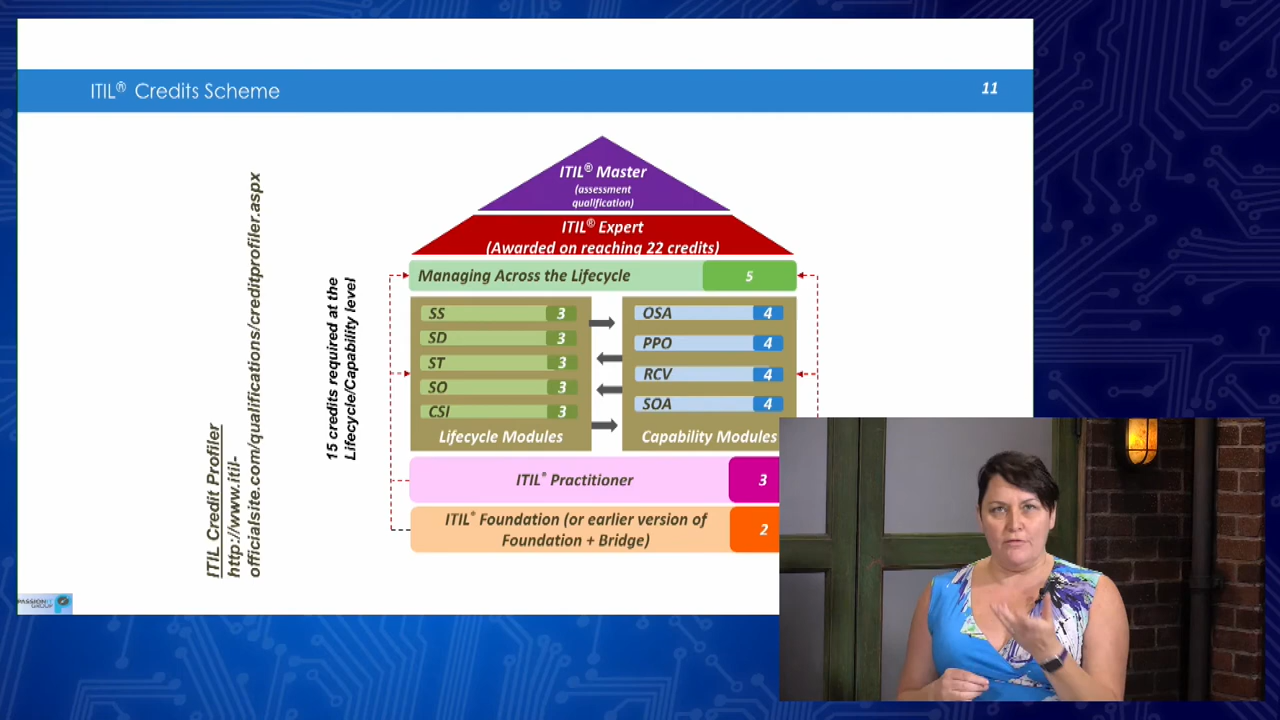 ITIL® Credits Scheme
11
ITIL Credit Profiler
http://www.itil-
officialsite.com/qualifications/creditprofiler.aspx
15 credits required at the
Lifecycle/Capability level
ITIL® Master
(assessment
qualification)
ITIL® Expert
(Awarded on reaching 22 credits)
Managing Across the Lifecycle 5
SS 3
SD 3
ST 3
SO 3
CSI 3
Lifecycle Modules
OSA 4
PPO 4
RCV 4
SOA 4
Capability Modules
ITIL® Practitioner 3
ITIL® Foundation (or earlier version of
Foundation + Bridge) 2
PASSIONIT
GROUP